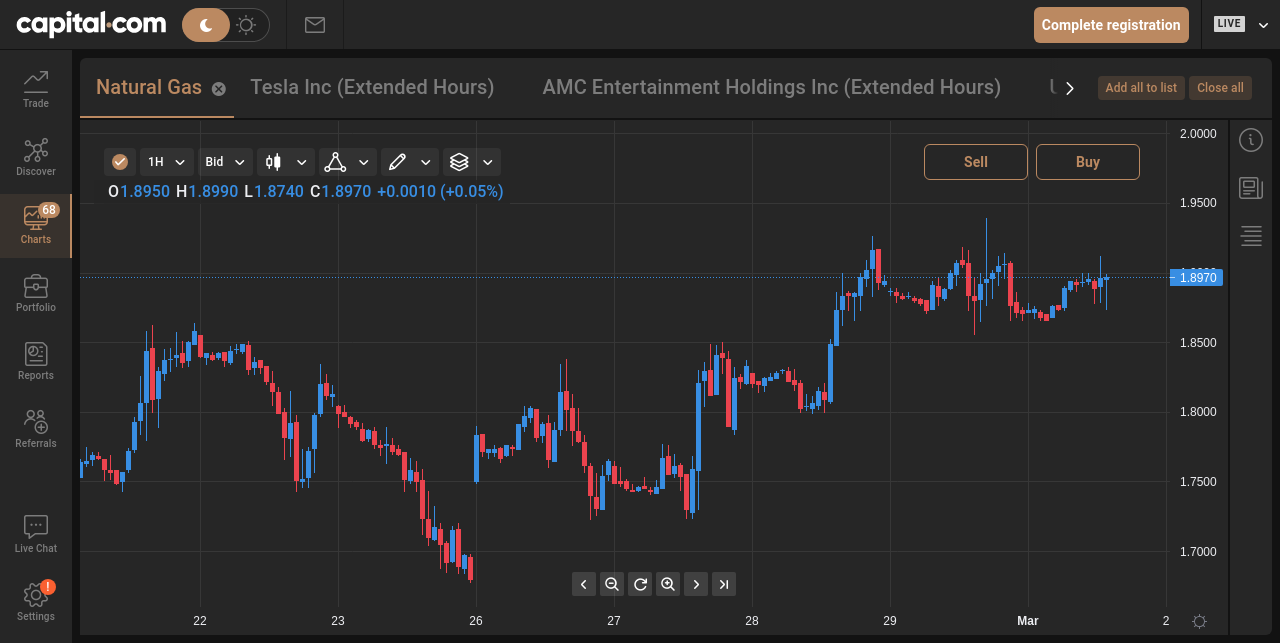 capital.com
Complete registration
LIVE
Natural Gas
Tesla Inc (Extended Hours)
AMC Entertainment Holdings Inc (Extended Hours)
Add all to list
Close all
Trade
Discover
68
Charts
Portfolio
Reports
Referrals
Live Chat
!
Settings
1H
Bid
O1.8950 H1.8990 L1.8740 C1.8970 +0.0010 (+0.05%)
Sell
Buy
2.0000
1.9500
1.8970
1.8500
1.8000
1.7500
1.7000
22 23 26 27 28 29 Mar 2